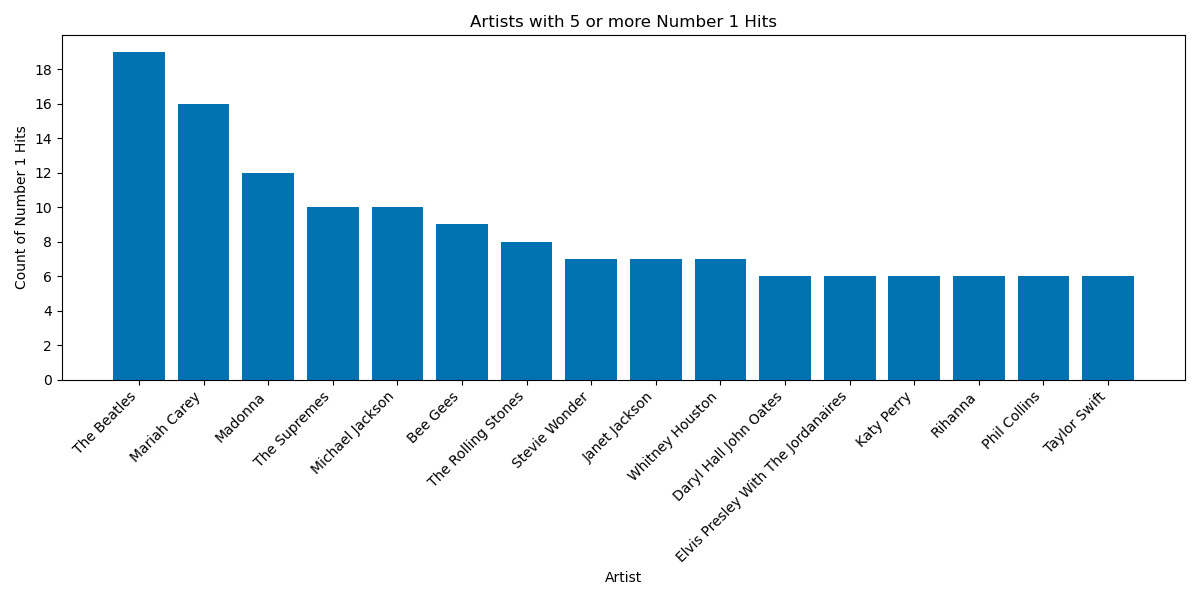 Artists with 5 or more Number 1 Hits
Count of Number 1 Hits
18
16
14
12
10
8
6
4
2
0
The Beatles
Mariah Carey
Madonna
The Supremes
Michael Jackson
Bee Gees
The Rolling Stones
Stevie Wonder
Janet Jackson
Whitney Houston
Daryl Hall John Oates
Elvis Presley With The Jordanaires
Katy Perry
Rihanna
Phil Collins
Taylor Swift
Artist